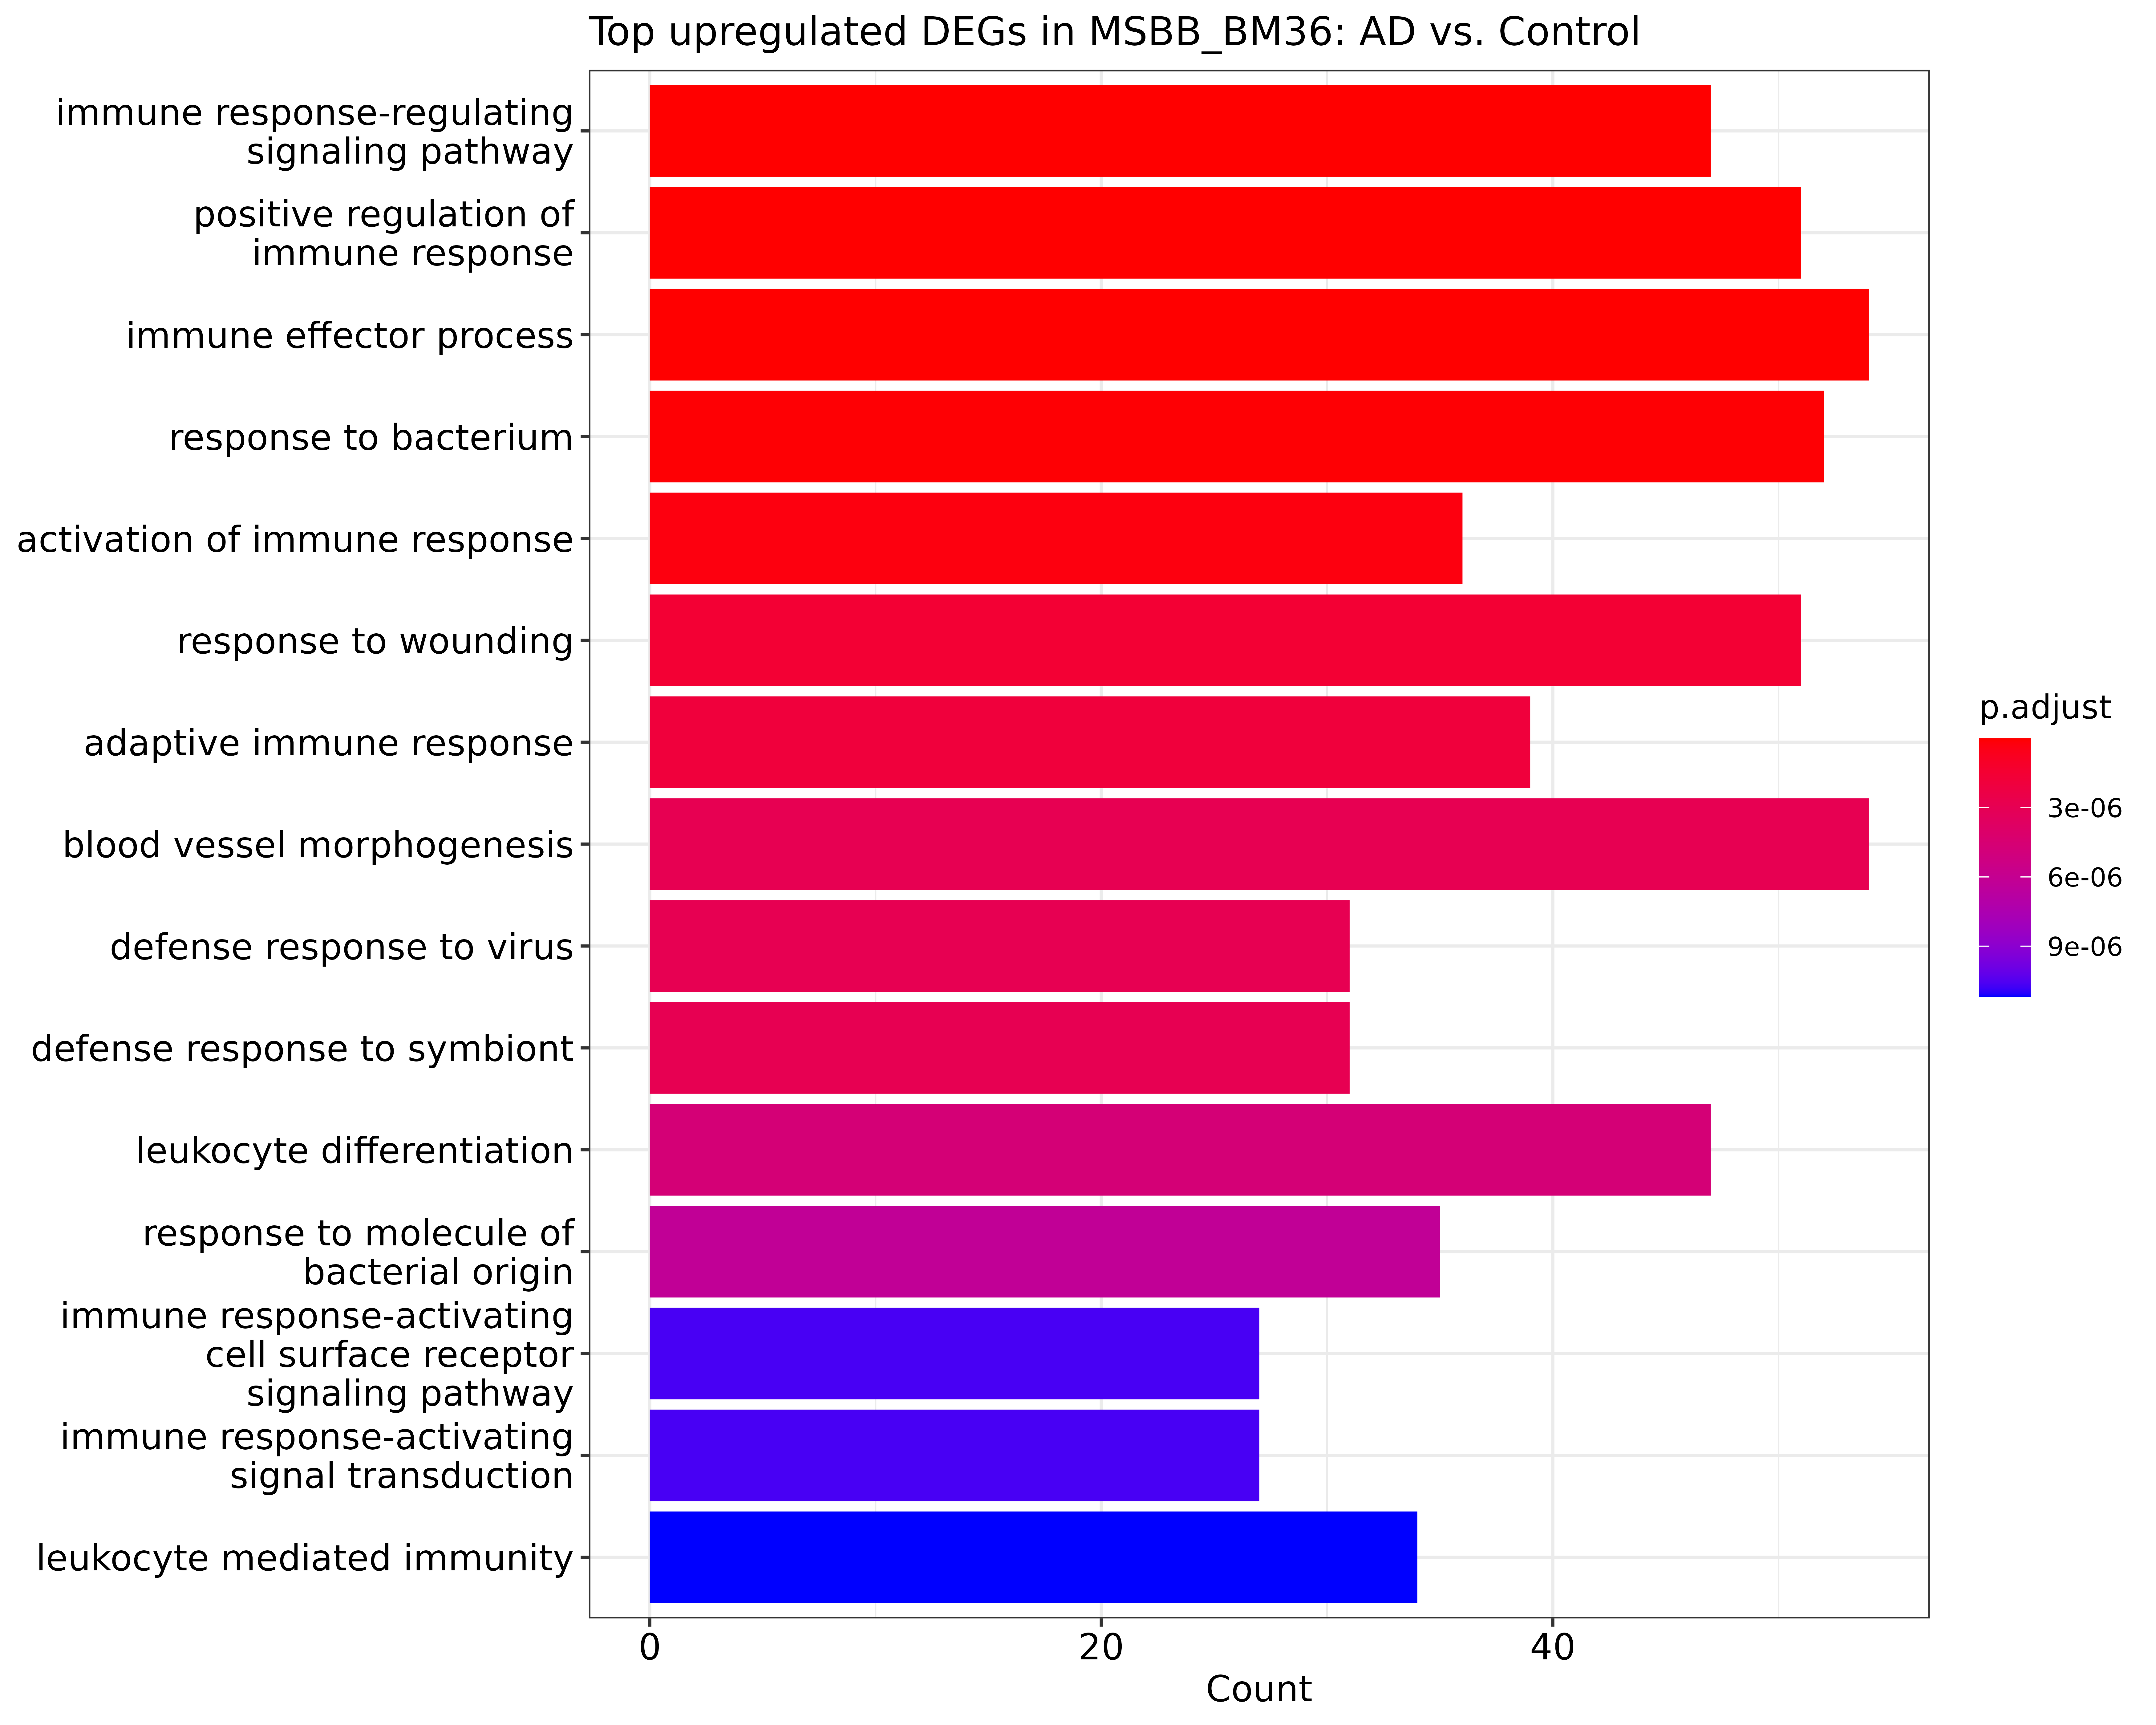 Top upregulated DEGs in MSBB_BM36: AD vs. Control
immune response-regulating
signaling pathway
positive regulation of
immune response
immune effector process
response to bacterium
activation of immune response
response to wounding
adaptive immune response
blood vessel morphogenesis
defense response to virus
defense response to symbiont
leukocyte differentiation
response to molecule of
bacterial origin
immune response-activating
cell surface receptor
signaling pathway
immune response-activating
signal transduction
leukocyte mediated immunity
0
20
40
Count
p.adjust
3e-06
6e-06
9e-06